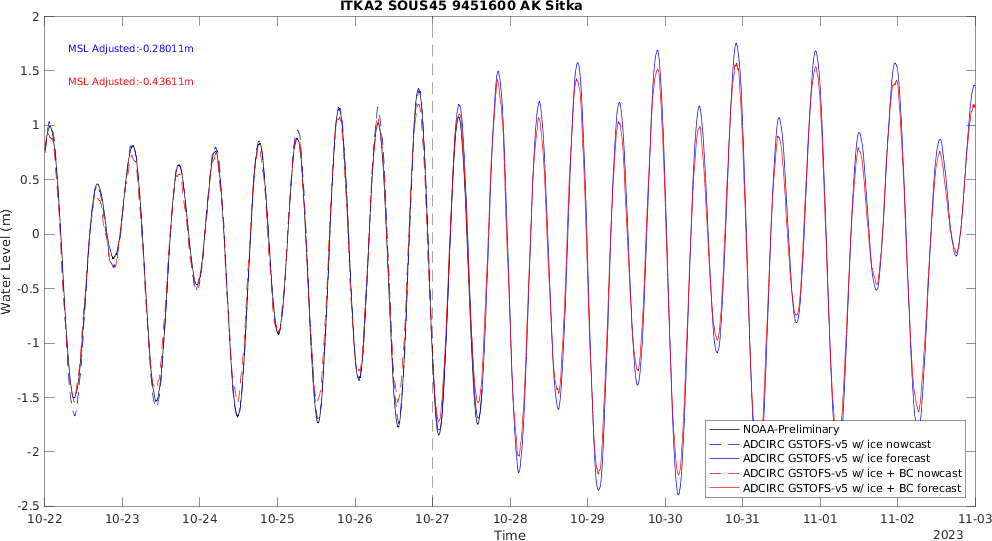 ITKA2 SOUS45 9451600 AK Sitka
MSL Adjusted:-0.28011m
MSL Adjusted:-0.43611m
Water Level (m)
2
1.5
1
0.5
0
-0.5
-1
-1.5
-2
-2.5
NOAA-Preliminary
ADCIRC GSTOFS-v5 w/ ice nowcast
ADCIRC GSTOFS-v5 w/ ice forecast
ADCIRC GSTOFS-v5 w/ ice + BC nowcast
ADCIRC GSTOFS-v5 w/ ice + BC forecast
10-22 10-23 10-24 10-25 10-26 10-27 10-28 10-29 10-30 10-31 11-01 11-02 11-03
Time
2023